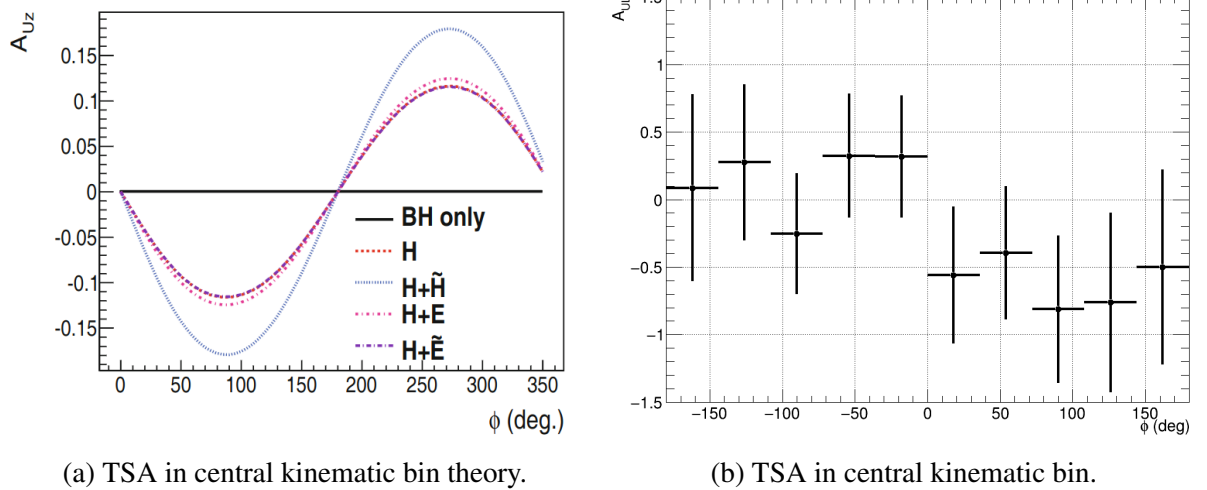 A_Uz
0.15
0.1
0.05
0
-0.05
-0.1
-0.15
BH only
H
H+H̃
H+E
H+Ẽ
0 50 100 150 200 250 300 350
ϕ (deg.)
(a) TSA in central kinematic bin theory.
1
0.5
0
−0.5
−1
−1.5
−150 −100 −50 0 50 100 150
ϕ (deg)
(b) TSA in central kinematic bin.